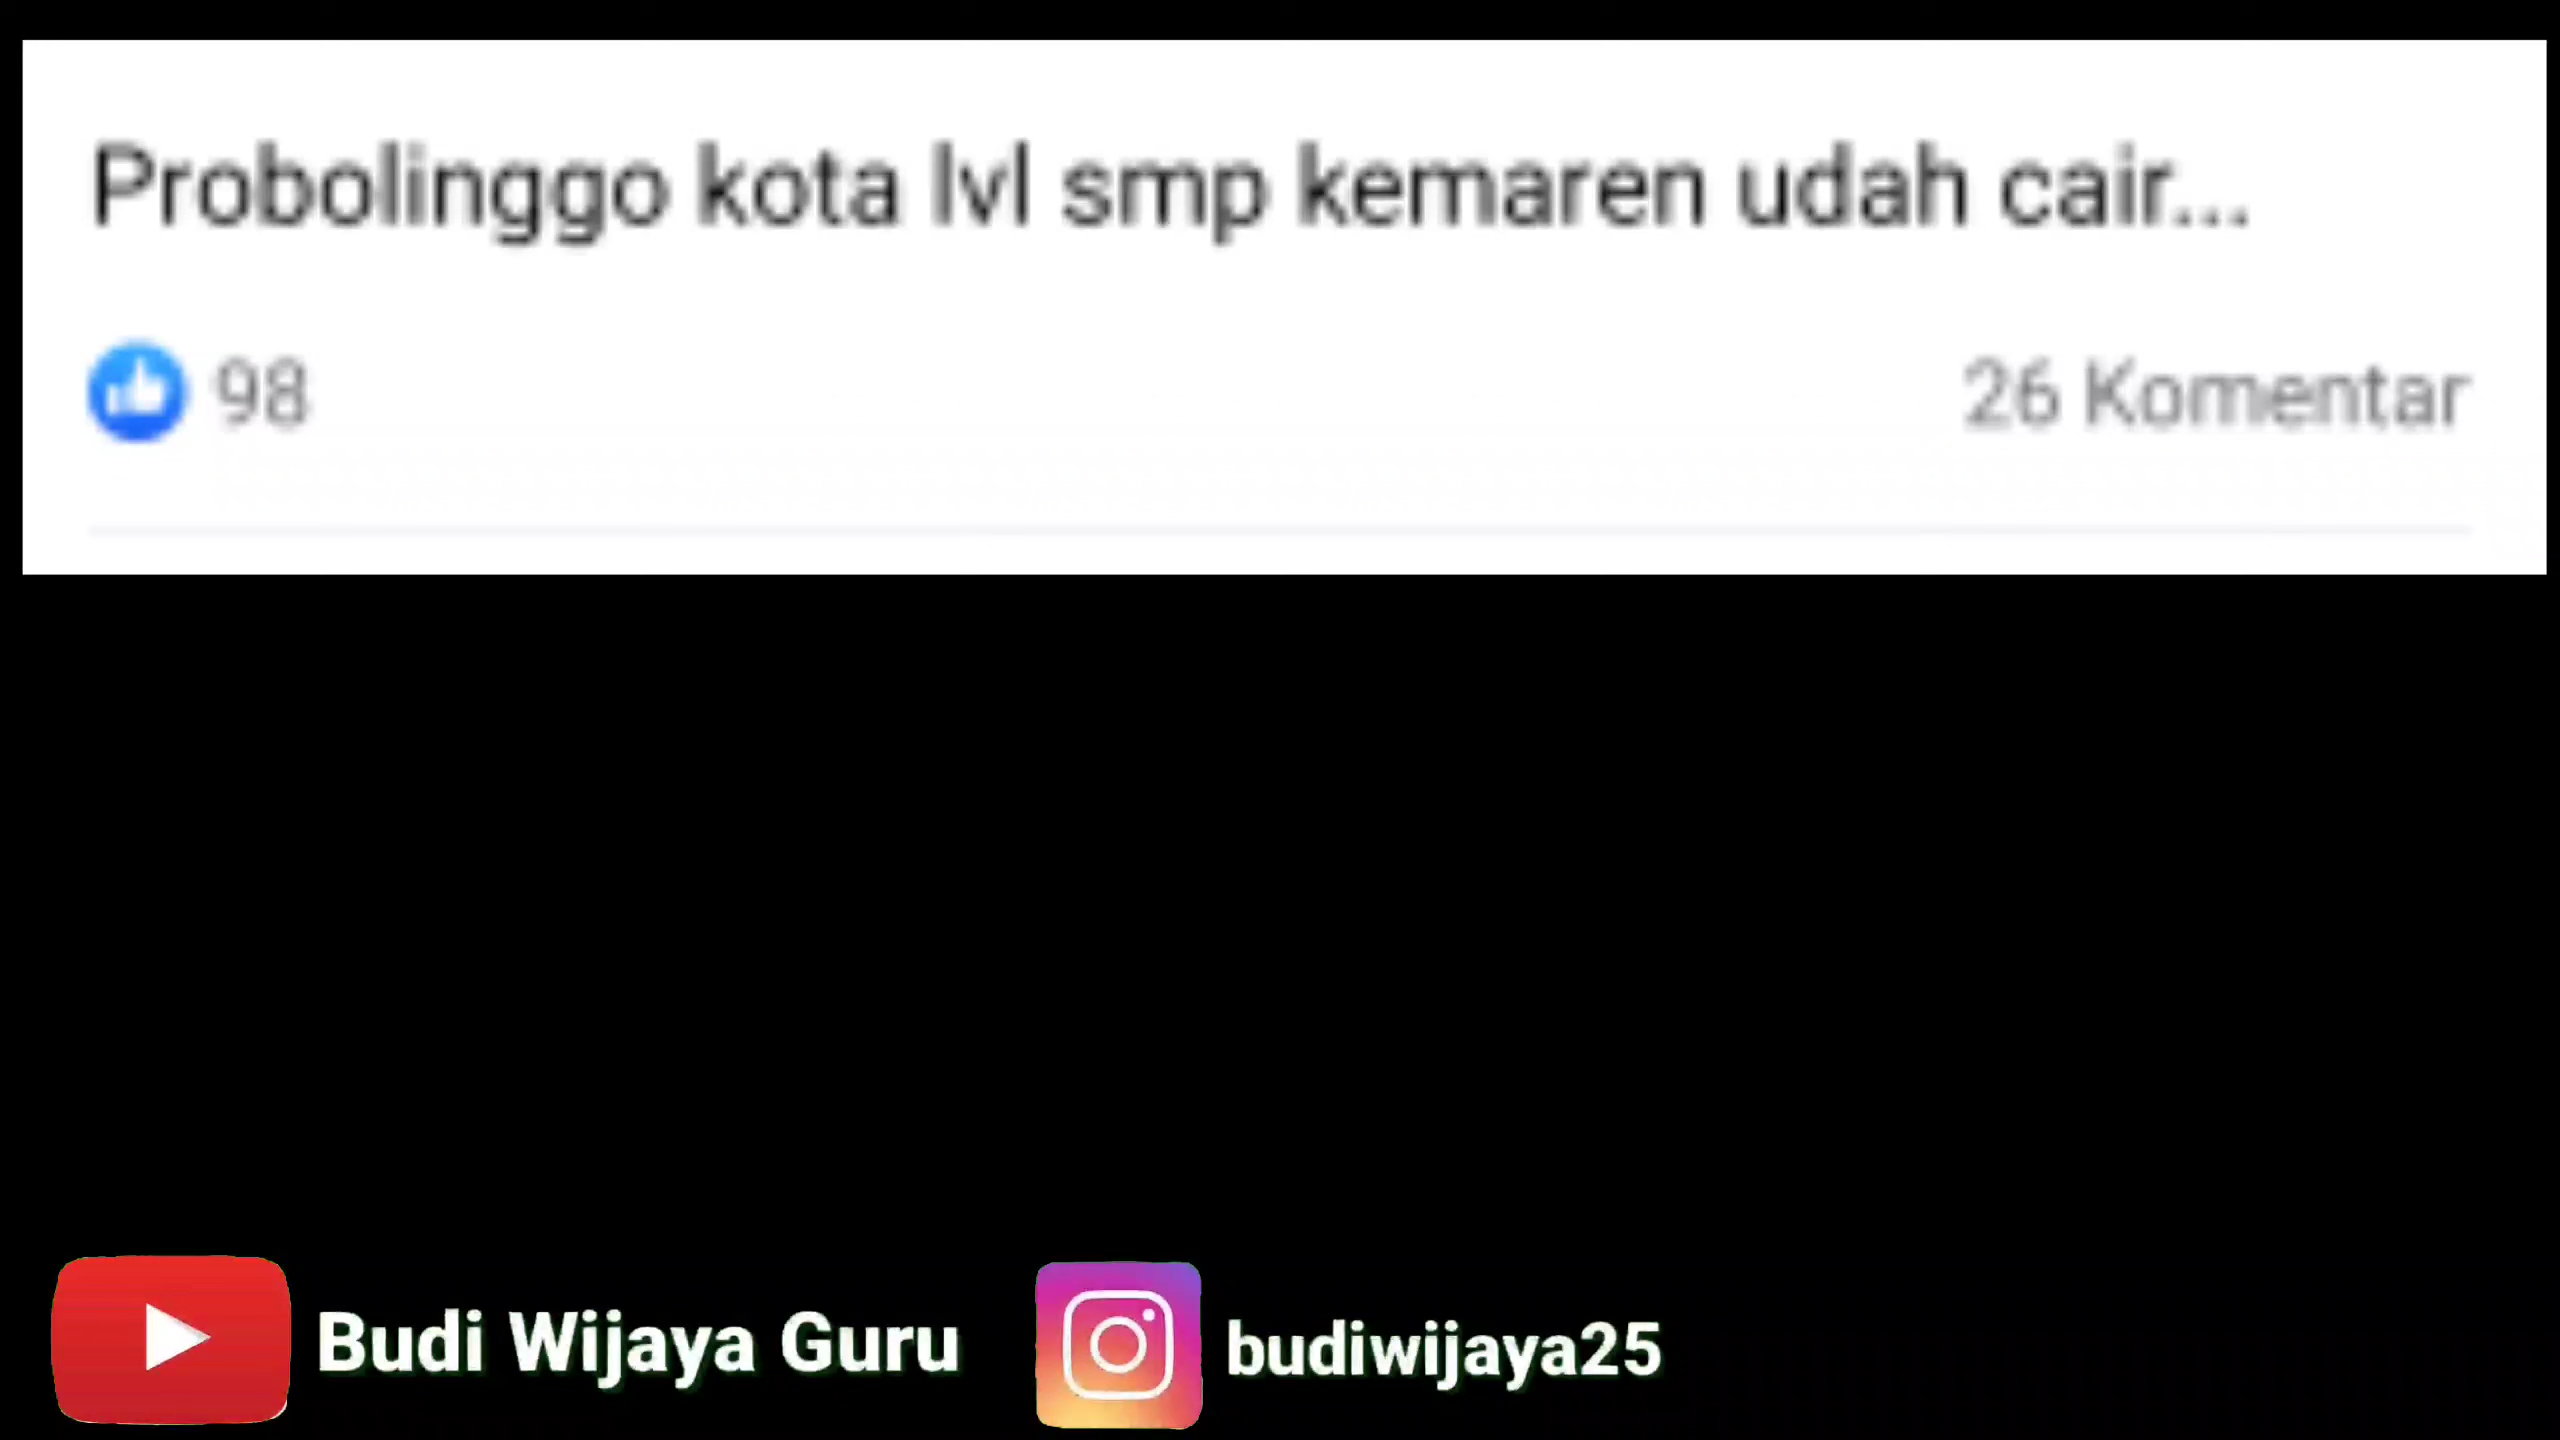 Probolinggo kota lvl smp kemaren udah cair...
98
26 Komentar
Budi Wijaya Guru
budiwijaya25